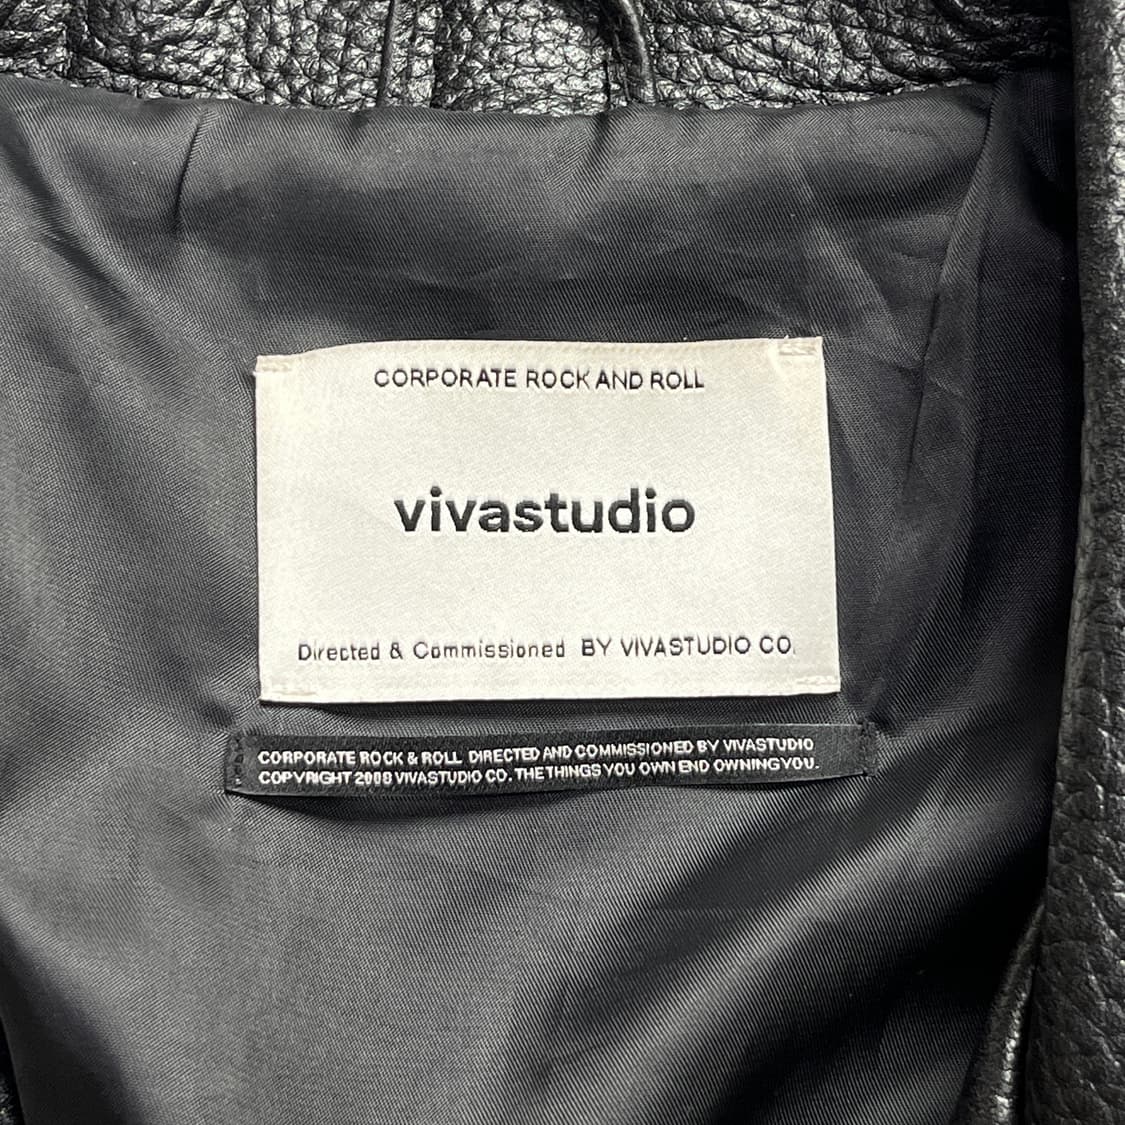 CORPORATE ROCK AND ROLL
vivastudio
Directed & Commissioned BY VIVASTUDIO CO.
CORPORATE ROCK & ROLL DIRECTED AND COMMISSIONED BY VIVASTUDIO
COPYRIGHT 2008 VIVASTUDIO CO. THE THINGS YOU OWN END OWNING YOU.